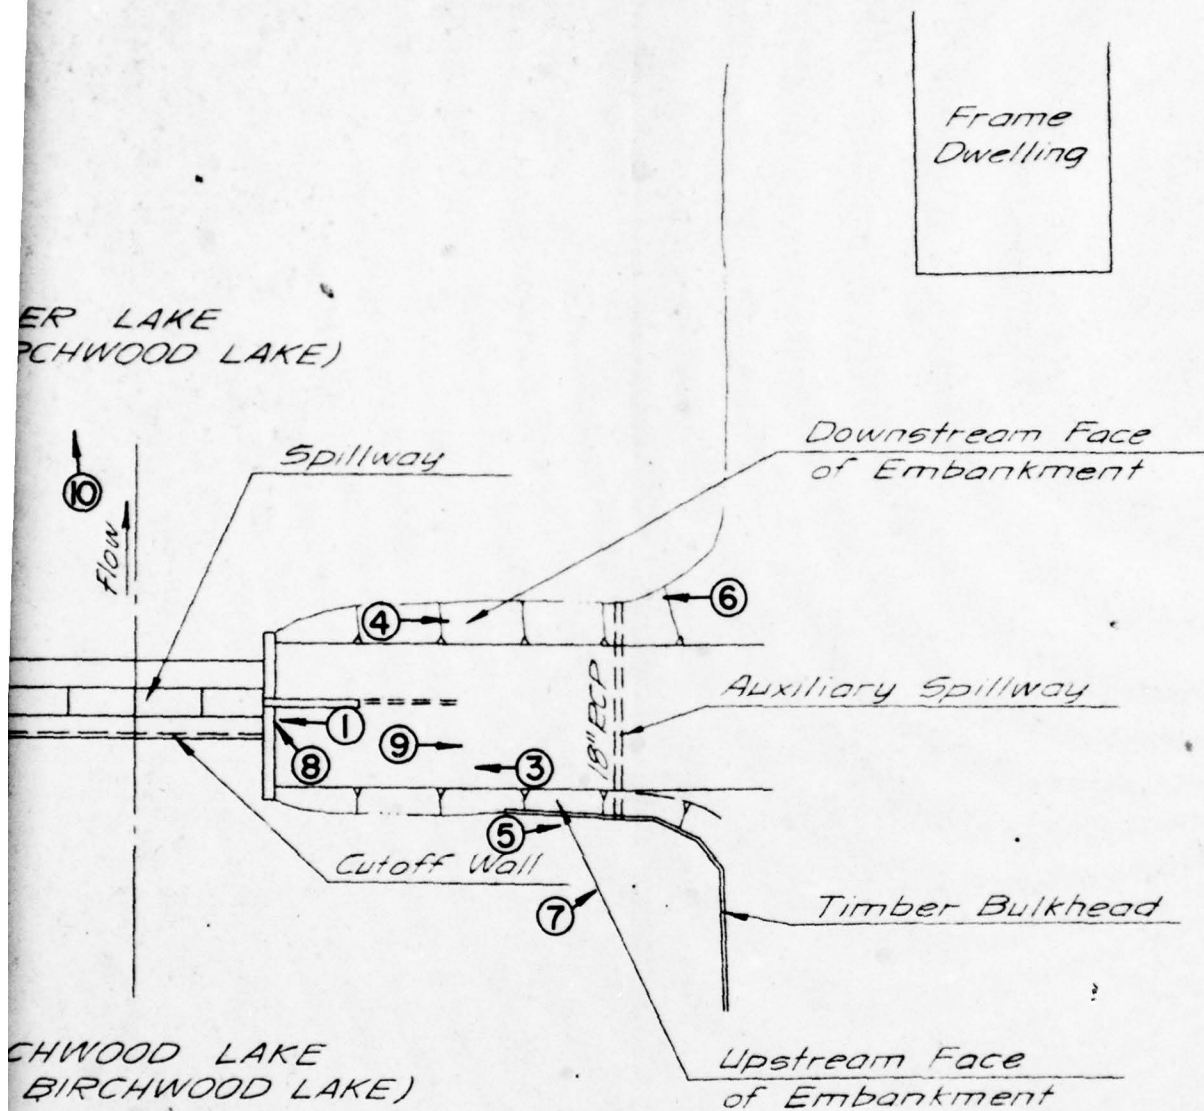 Frame
Dwelling
ER LAKE
RCHWOOD LAKE)
Spillway
Downstream Face
of Embankment
10
Flow
4
6
1
8
9
3
18" RCP
Auxiliary Spillway
5
Cutoff Wall
7
Timber Bulkhead
CHWOOD LAKE
BIRCHWOOD LAKE)
Upstream Face
of Embankment